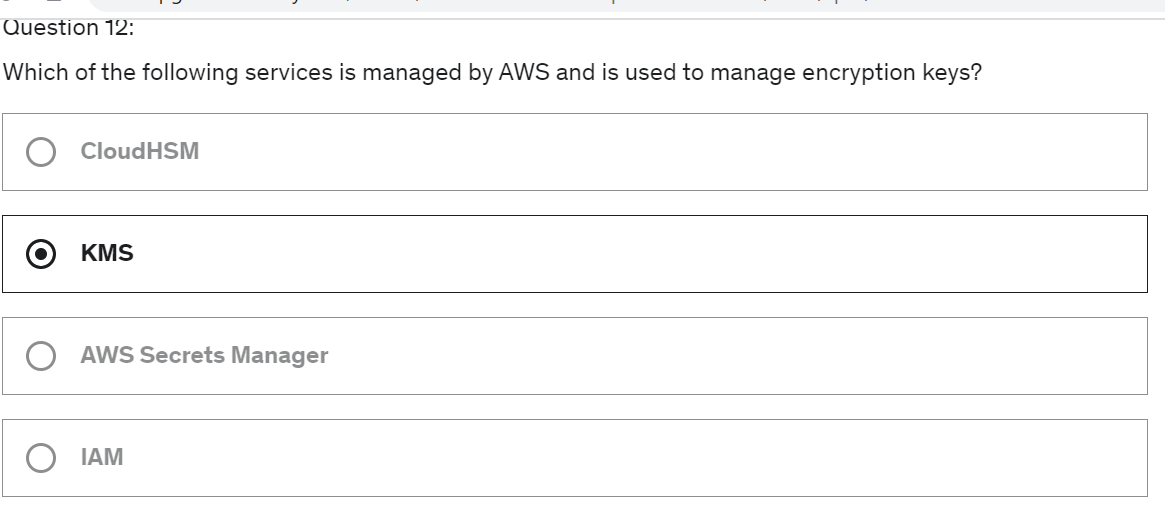 Question 12:
Which of the following services is managed by AWS and is used to manage encryption keys?
CloudHSM
KMS
AWS Secrets Manager
IAM